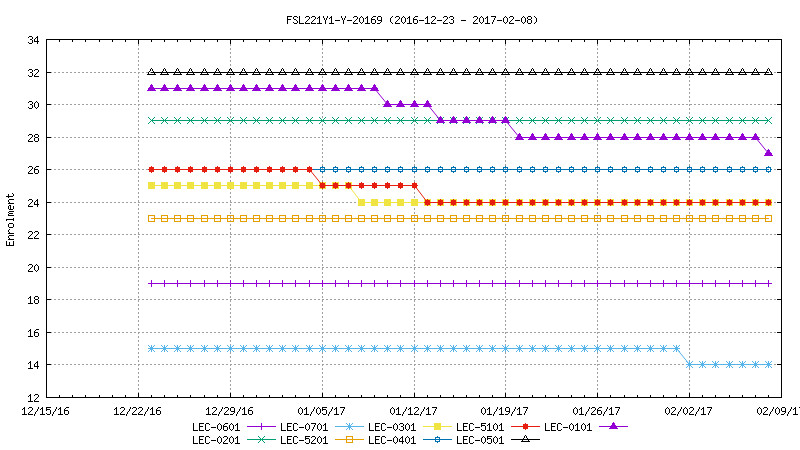 FSL221Y1-Y-20169 (2016-12-23 - 2017-02-08)
34
32
30
28
26
24
22
20
18
16
14
12
Enrolment
12/15/16 12/22/16 12/29/16 01/05/17 01/12/17 01/19/17 01/26/17 02/02/17 02/09/17
LEC-0601 LEC-0701 LEC-0301 LEC-5101 LEC-0101
LEC-0201 LEC-5201 LEC-0401 LEC-0501